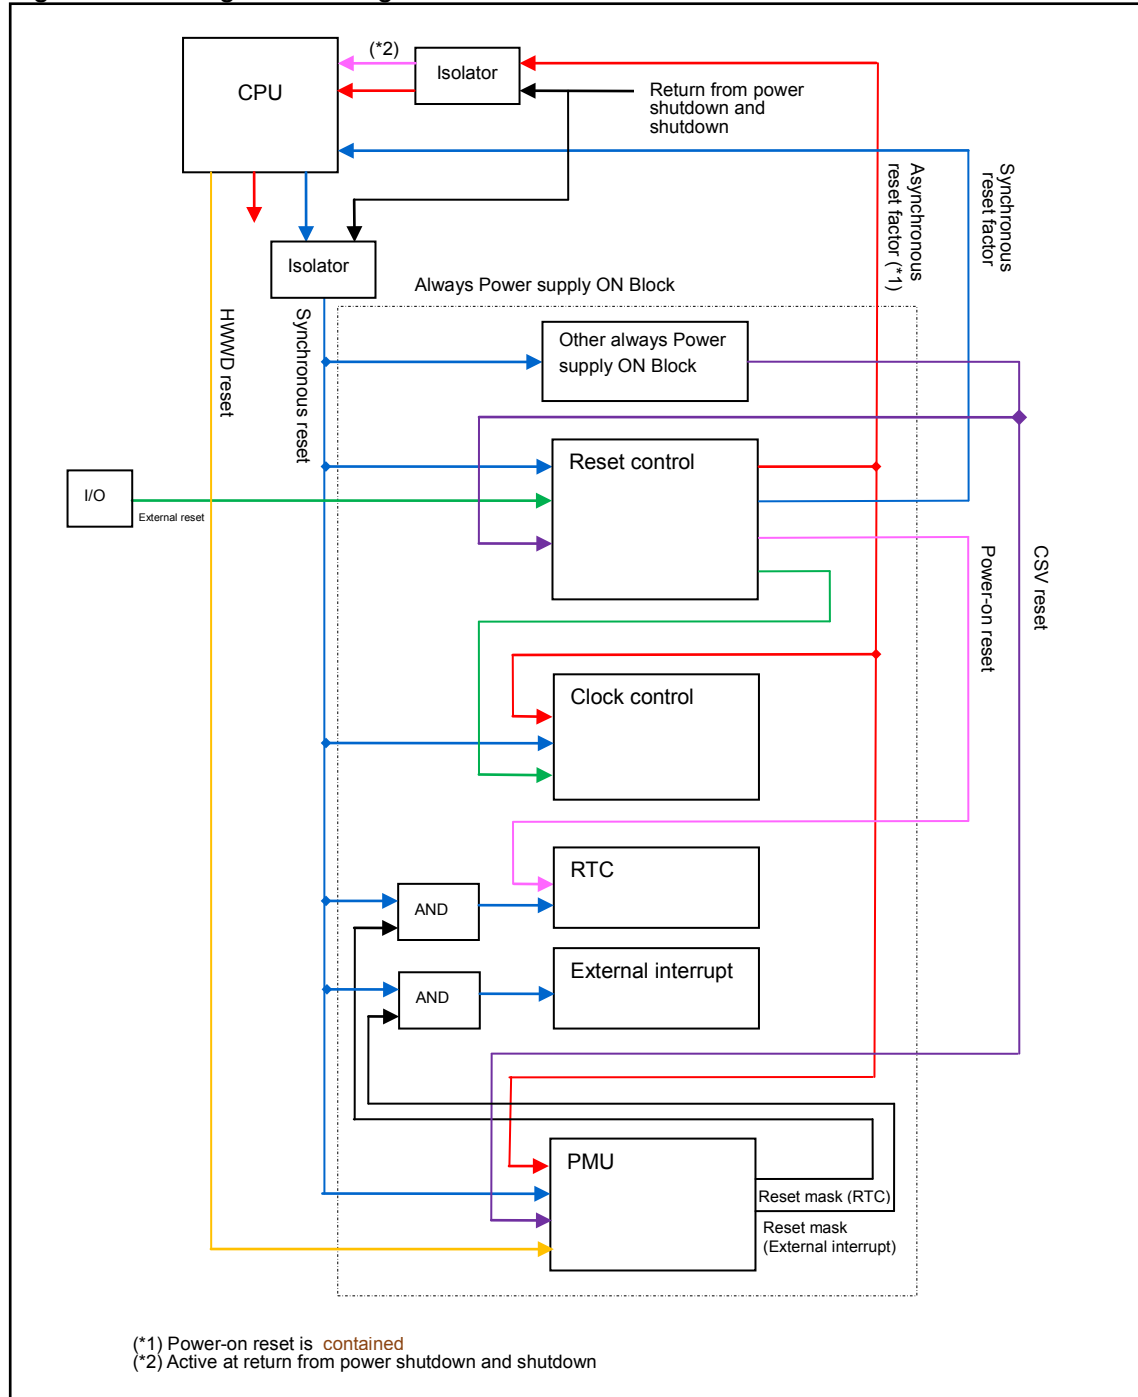 (*2)
Isolator
CPU
Return from power
shutdown and
shutdown
Asynchronous
reset factor (*1)
Synchronous
reset factor
Isolator
Always Power supply ON Block
HWWD reset
Synchronous reset
Other always Power
supply ON Block
Reset control
I/O
External reset
Power-on reset
CSV reset
Clock control
RTC
AND
External interrupt
AND
PMU
Reset mask (RTC)
Reset mask
(External interrupt)
(*1) Power-on reset is contained
(*2) Active at return from power shutdown and shutdown